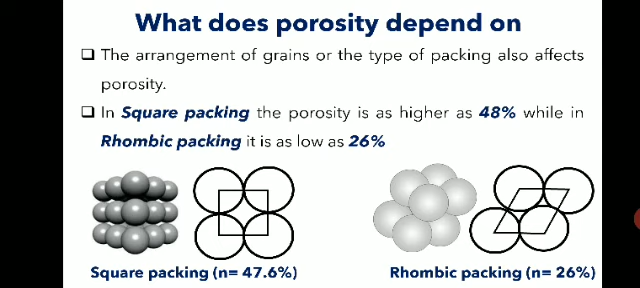 What does porosity depend on
❑ The arrangement of grains or the type of packing also affects
porosity.
❑ In Square packing the porosity is as higher as 48% while in
Rhombic packing it is as low as 26%
Square packing (n= 47.6%)
Rhombic packing (n= 26%)